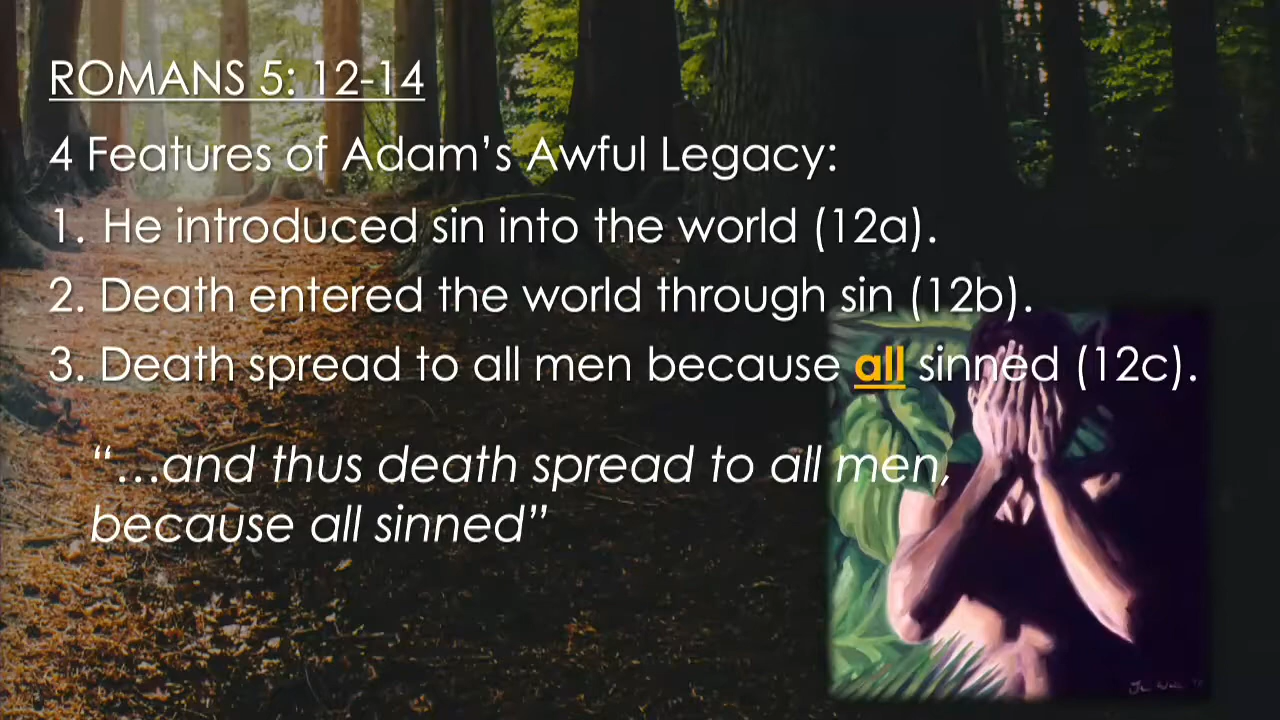 ROMANS 5: 12-14
4 Features of Adam’s Awful Legacy:
1. He introduced sin into the world (12a).
2. Death entered the world through sin (12b).
3. Death spread to all men because all sinned (12c).
“…and thus death spread to all men,
because all sinned”